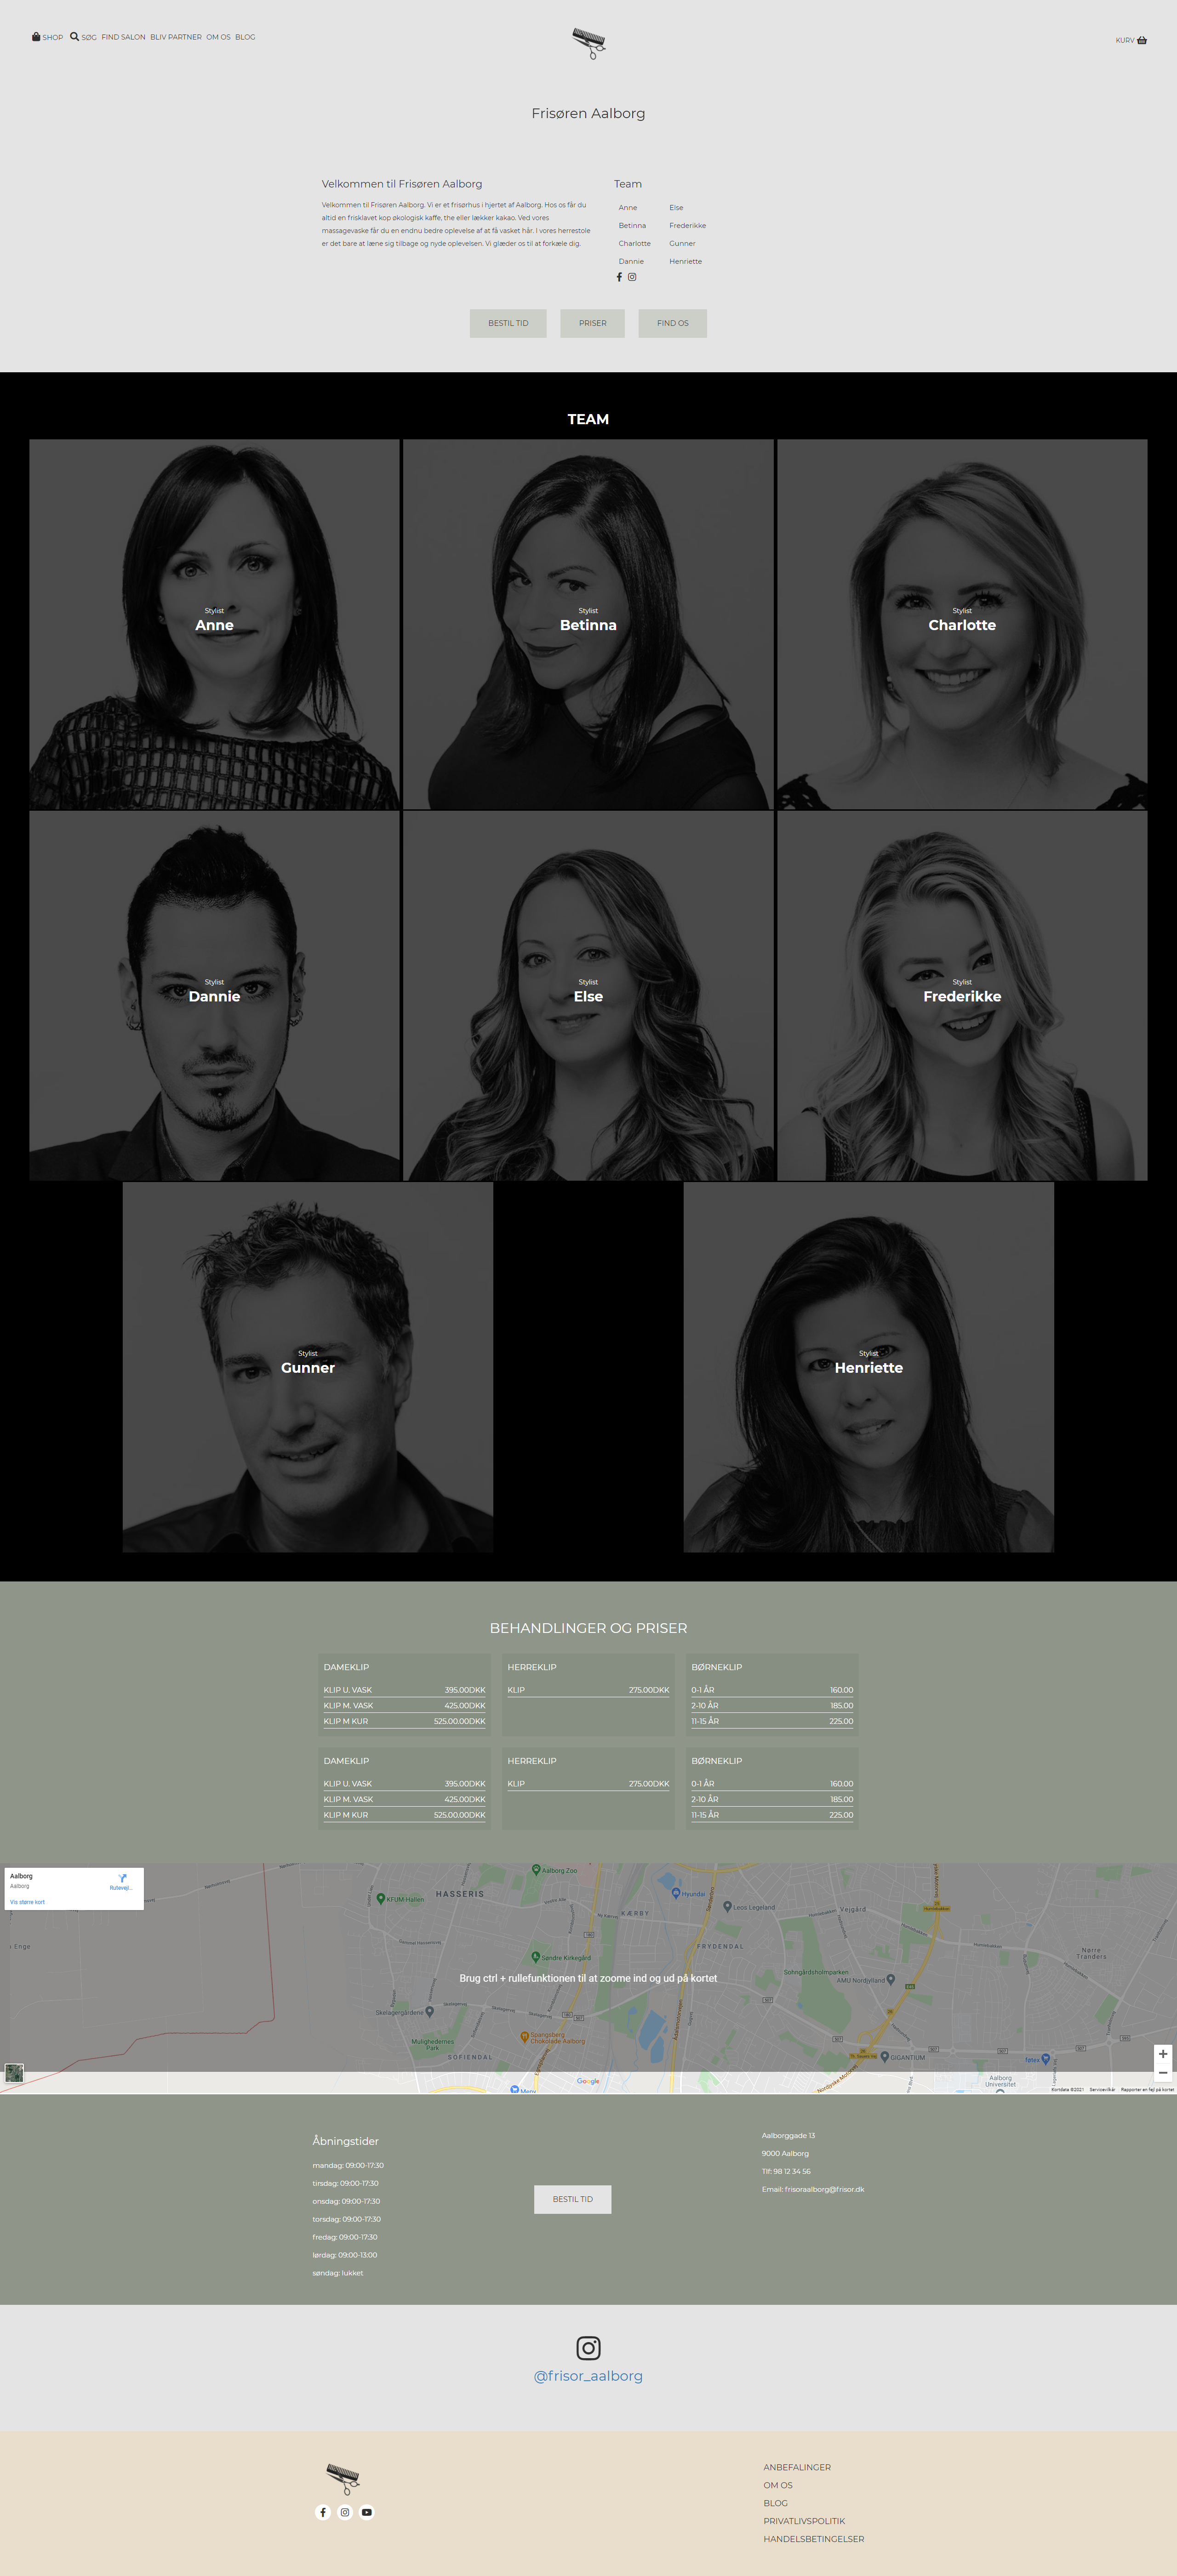 SHOP SØG FIND SALON BLIV PARTNER OM OS BLOG
KURV
Frisøren Aalborg
Velkommen til Frisøren Aalborg
Velkommen til Frisøren Aalborg. Vi er et frisørhus i hjertet af Aalborg. Hos os får du
altid en frisklavet kop økologisk kaffe, the eller lækker kakao. Ved vores
massagevaske får du en endnu bedre oplevelse af at få vasket hår. I vores herrestole
er det bare at læne sig tilbage og nyde oplevelsen. Vi glæder os til at forkæle dig.
Team
Anne Else
Betinna Frederikke
Charlotte Gunner
Dannie Henriette
BESTIL TID PRISER FIND OS
TEAM
Stylist
Anne
Stylist
Betinna
Stylist
Charlotte
Stylist
Dannie
Stylist
Else
Stylist
Frederikke
Stylist
Gunner
Stylist
Henriette
BEHANDLINGER OG PRISER
DAMEKLIP
KLIP U. VASK 395.00DKK
KLIP M. VASK 425.00DKK
KLIP M KUR 525.00.00DKK
HERREKLIP
KLIP 275.00DKK
BØRNEKLIP
0-1 ÅR 160.00
2-10 ÅR 185.00
11-15 ÅR 225.00
DAMEKLIP
KLIP U. VASK 395.00DKK
KLIP M. VASK 425.00DKK
KLIP M KUR 525.00.00DKK
HERREKLIP
KLIP 275.00DKK
BØRNEKLIP
0-1 ÅR 160.00
2-10 ÅR 185.00
11-15 ÅR 225.00
Aalborg
Aalborg
Rutevejl...
Vis større kort
Aalborg Zoo
HASSERIS
KFUM Hallen
Hyundai
Leos Legeland
KÆRBY
Vejgård
FRYDENDAL
s Enge
Nørre
Tranders
Søndre Kirkegård
Sohngårdsholmparken
AMU Nordjylland
Brug ctrl + rullefunktionen til at zoome ind og ud på kortet
Skelagergårdene
Spangsberg
Chokolade Aalborg
Mulighedernes
Park
SOFIENDAL
GIGANTIUM
føtex
Google
Meny
Aalborg
Universitet
Kortdata ©2021 Servicevilkår Rapporter en fejl på kortet
Åbningstider
mandag: 09:00-17:30
tirsdag: 09:00-17:30
onsdag: 09:00-17:30
torsdag: 09:00-17:30
fredag: 09:00-17:30
lørdag: 09:00-13:00
søndag: lukket
BESTIL TID
Aalborggade 13
9000 Aalborg
Tlf: 98 12 34 56
Email: frisoraalborg@frisor.dk
@frisor_aalborg
ANBEFALINGER
OM OS
BLOG
PRIVATLIVSPOLITIK
HANDELSBETINGELSER